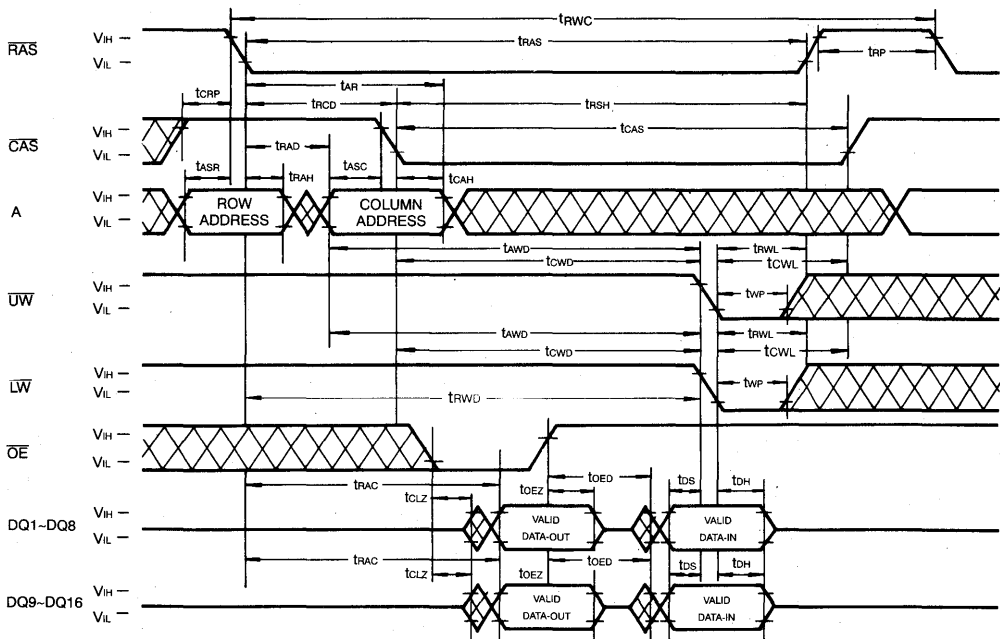 tRWC
RAS VIH VIL tRAS tRP
tAR
tCRP tRCD tRSH
CAS VIH VIL tCAS
tRAD tASC
tASR tRAH tCAH
A VIH VIL ROW ADDRESS COLUMN ADDRESS
tAWD tRWL
tCWD tCWL
UW VIH VIL tWP
tAWD tRWL
tCWD tCWL
LW VIH VIL tWP
tRWD
OE VIH VIL
tRAC tCLZ tOEZ tOED tDS tDH
DQ1~DQ8 VIH VIL VALID DATA-OUT VALID DATA-IN
tRAC tCLZ tOEZ tOED tDS tDH
DQ9~DQ16 VIH VIL VALID DATA-OUT VALID DATA-IN